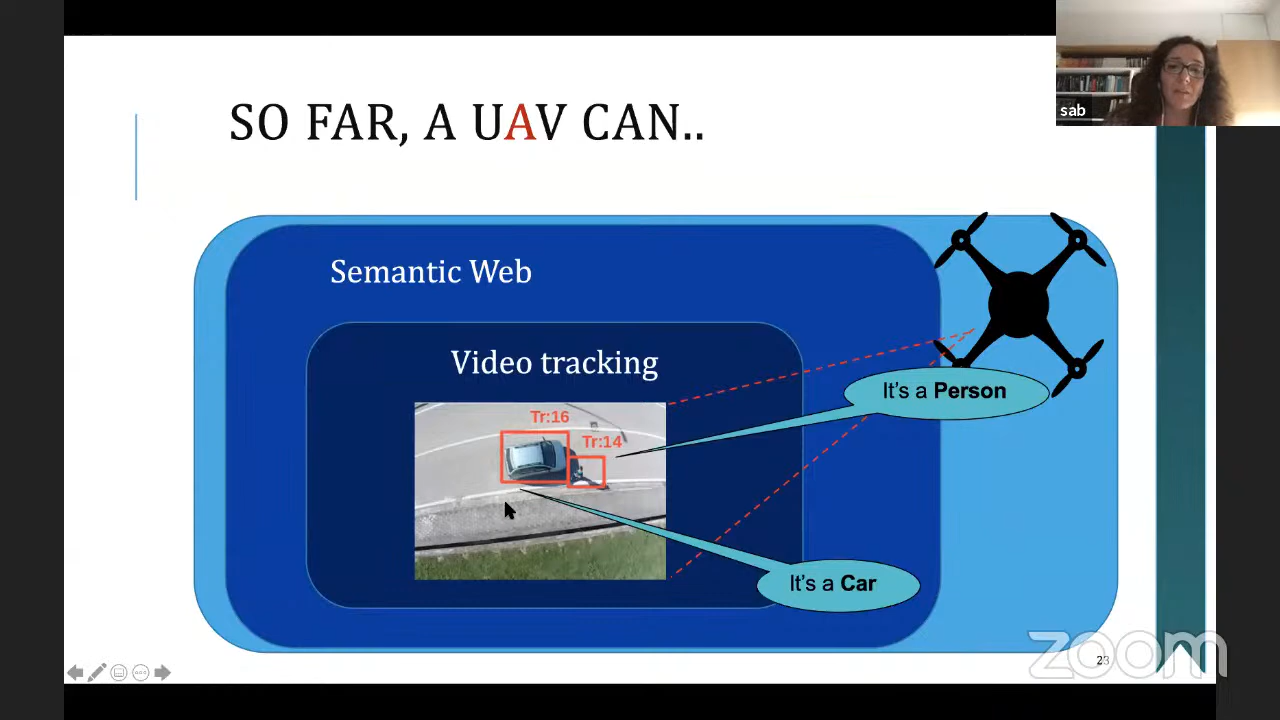 sab
SO FAR, A UAV CAN..
Semantic Web
Video tracking
Tr:16
Tr:14
It's a Person
It's a Car
zoom
23